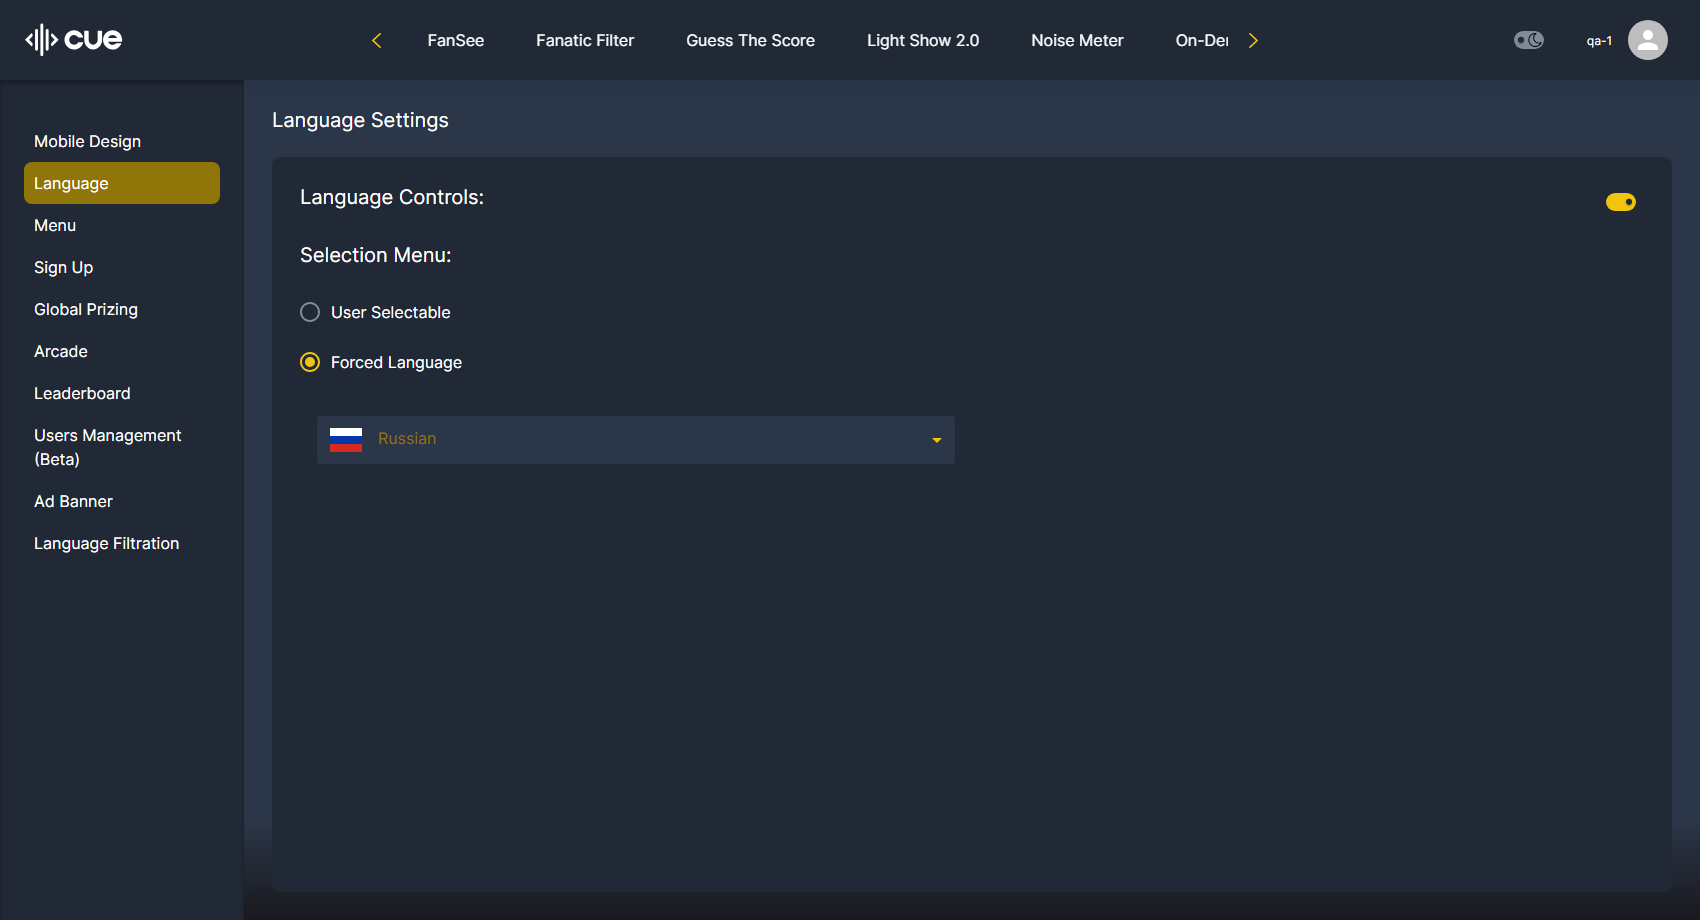 cue
FanSee
Fanatic Filter
Guess The Score
Light Show 2.0
Noise Meter
On-Der
qa-1
Mobile Design
Language
Menu
Sign Up
Global Prizing
Arcade
Leaderboard
Users Management
(Beta)
Ad Banner
Language Filtration
Language Settings
Language Controls:
Selection Menu:
User Selectable
Forced Language
Russian